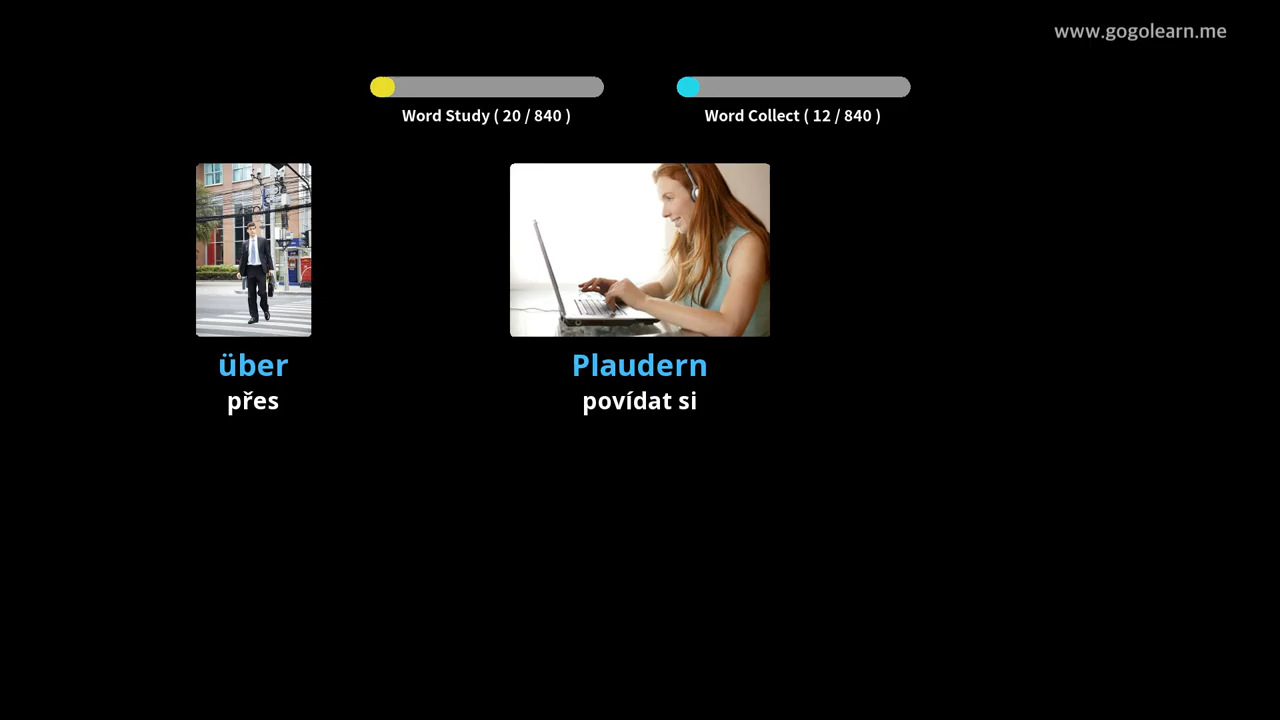 www.gogolearn.me
Word Study ( 20 / 840 )
Word Collect ( 12 / 840 )
über
přes
Plaudern
povídat si